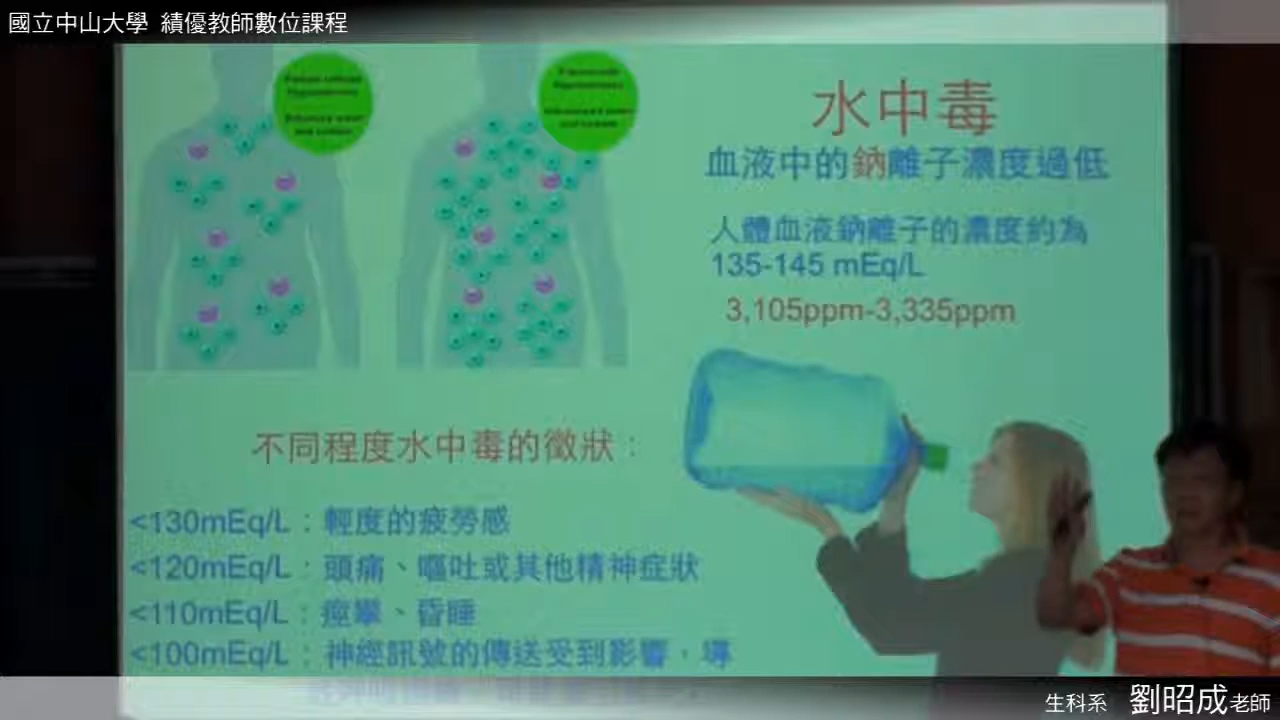 國立中山大學 績優教師數位課程
水中毒
血液中的鈉離子濃度過低
人體血液鈉離子的濃度約為
135-145 mEq/L
3,105ppm-3,335ppm
不同程度水中毒的徵狀：
<130mEq/L：輕度的疲勞感
<120mEq/L：頭痛、嘔吐或其他精神症狀
<110mEq/L：痙攣、昏睡
<100mEq/L：神經訊號的傳送受到影響，導
生科系 劉昭成老師